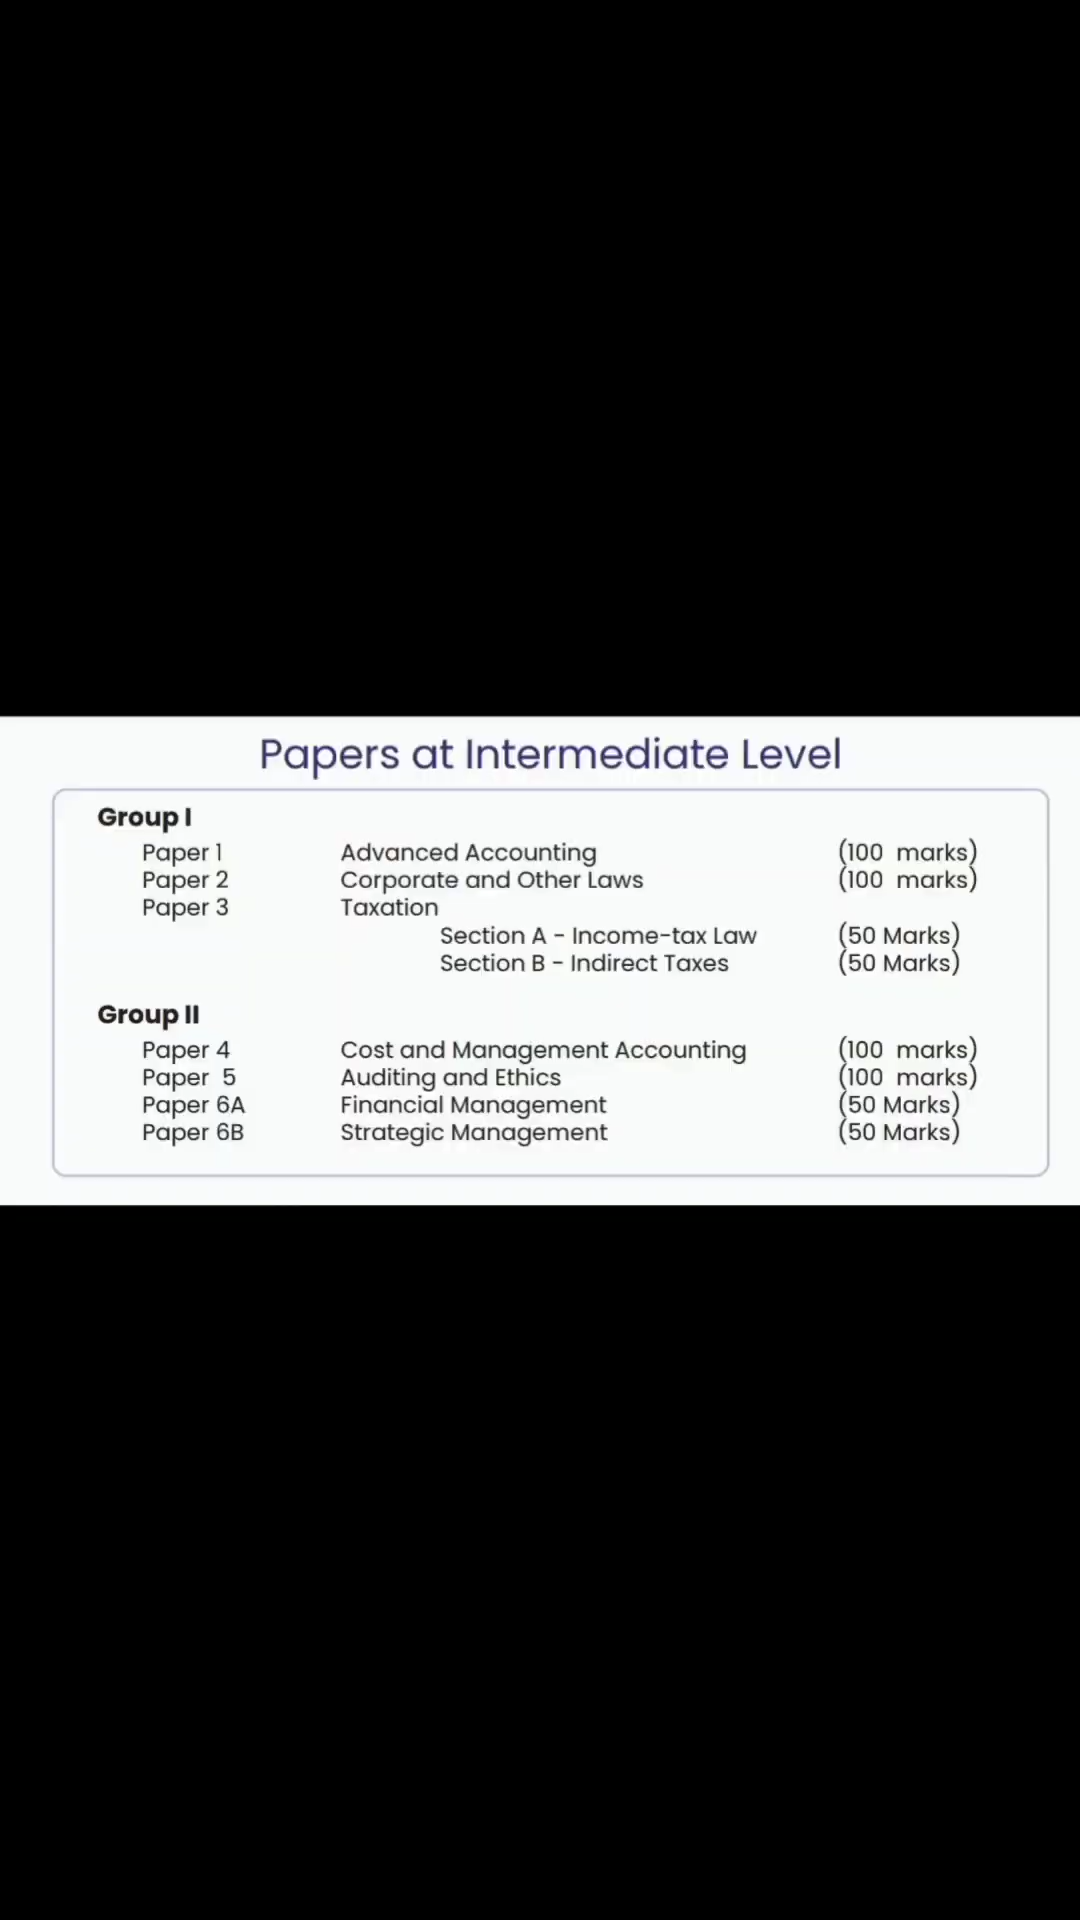 Papers at Intermediate Level
Group I
Paper 1 Advanced Accounting (100 marks)
Paper 2 Corporate and Other Laws (100 marks)
Paper 3 Taxation
Section A - Income-tax Law (50 Marks)
Section B - Indirect Taxes (50 Marks)
Group II
Paper 4 Cost and Management Accounting (100 marks)
Paper 5 Auditing and Ethics (100 marks)
Paper 6A Financial Management (50 Marks)
Paper 6B Strategic Management (50 Marks)